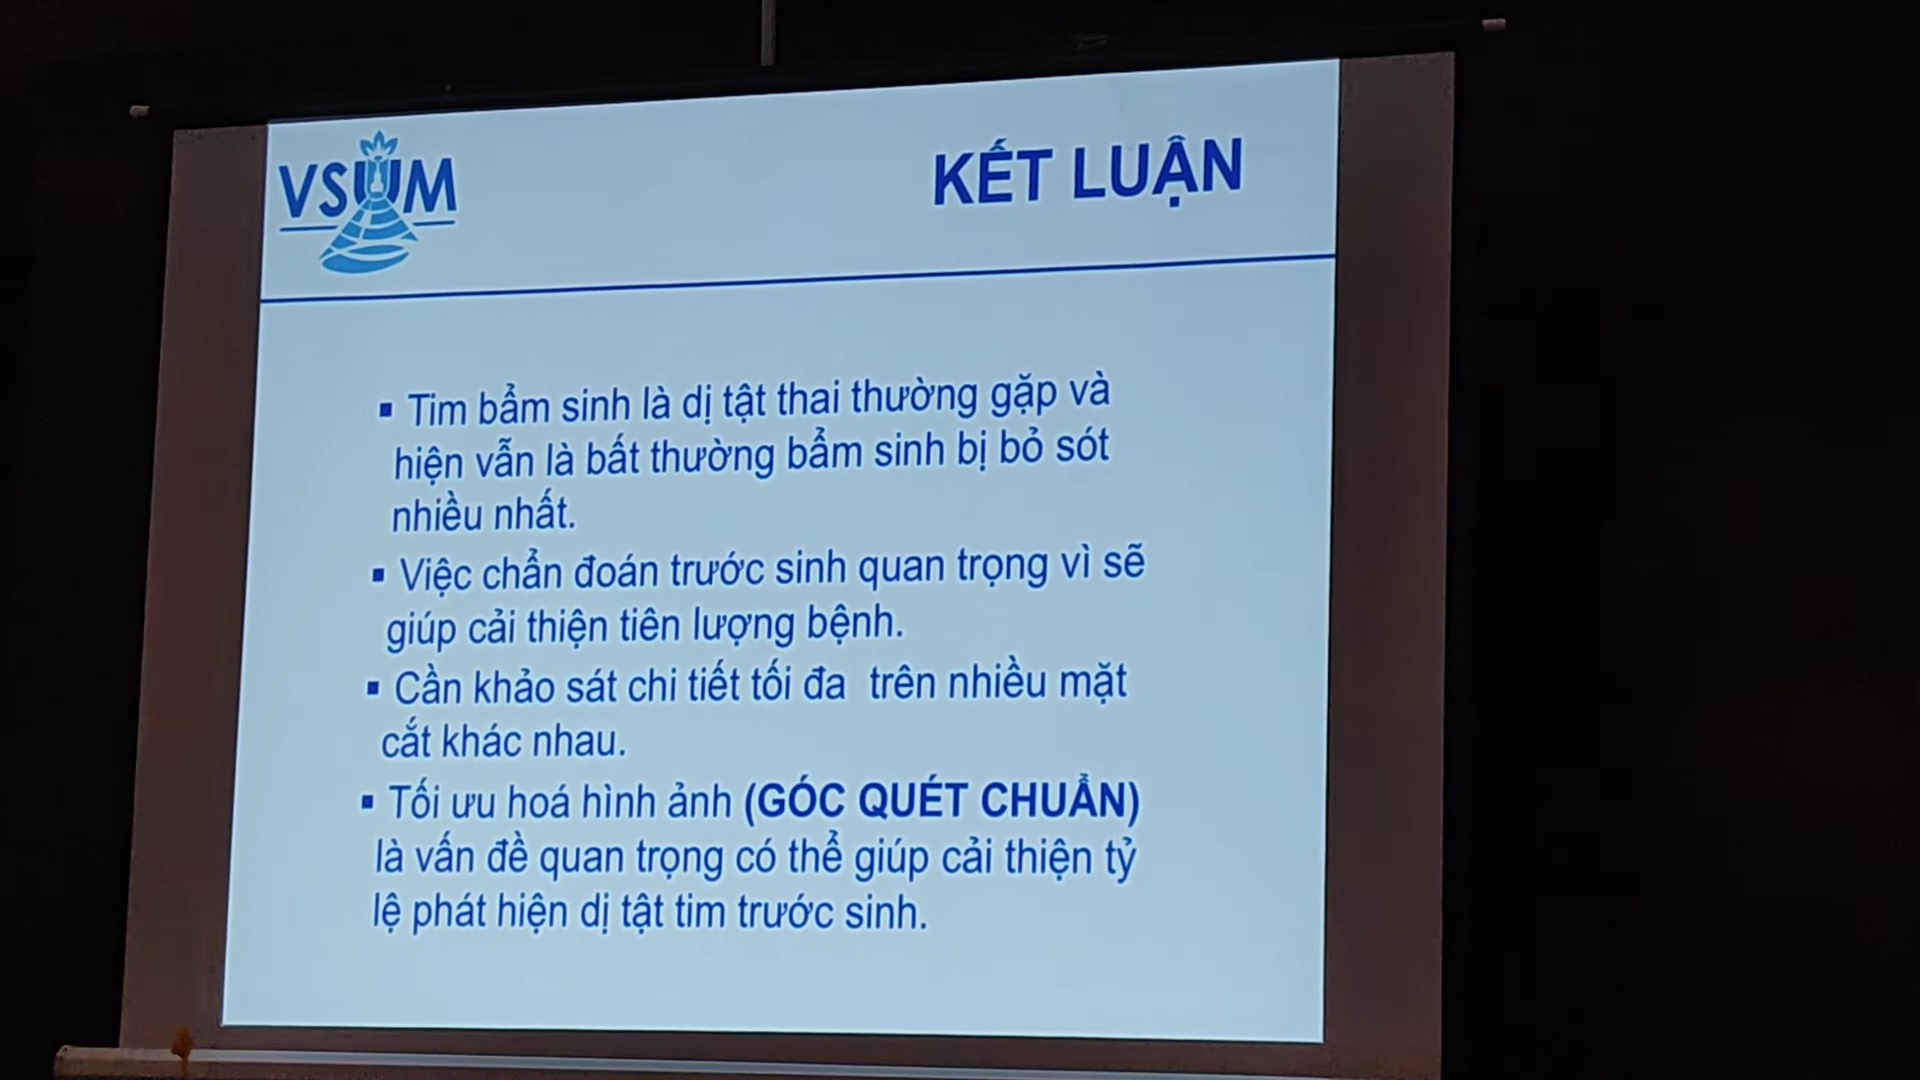 VSUM
KẾT LUẬN
▪ Tim bẩm sinh là dị tật thai thường gặp và
hiện vẫn là bất thường bẩm sinh bị bỏ sót
nhiều nhất.
▪ Việc chẩn đoán trước sinh quan trọng vì sẽ
giúp cải thiện tiên lượng bệnh.
▪ Cần khảo sát chi tiết tối đa trên nhiều mặt
cắt khác nhau.
▪ Tối ưu hoá hình ảnh (GÓC QUÉT CHUẨN)
là vấn đề quan trọng có thể giúp cải thiện tỷ
lệ phát hiện dị tật tim trước sinh.